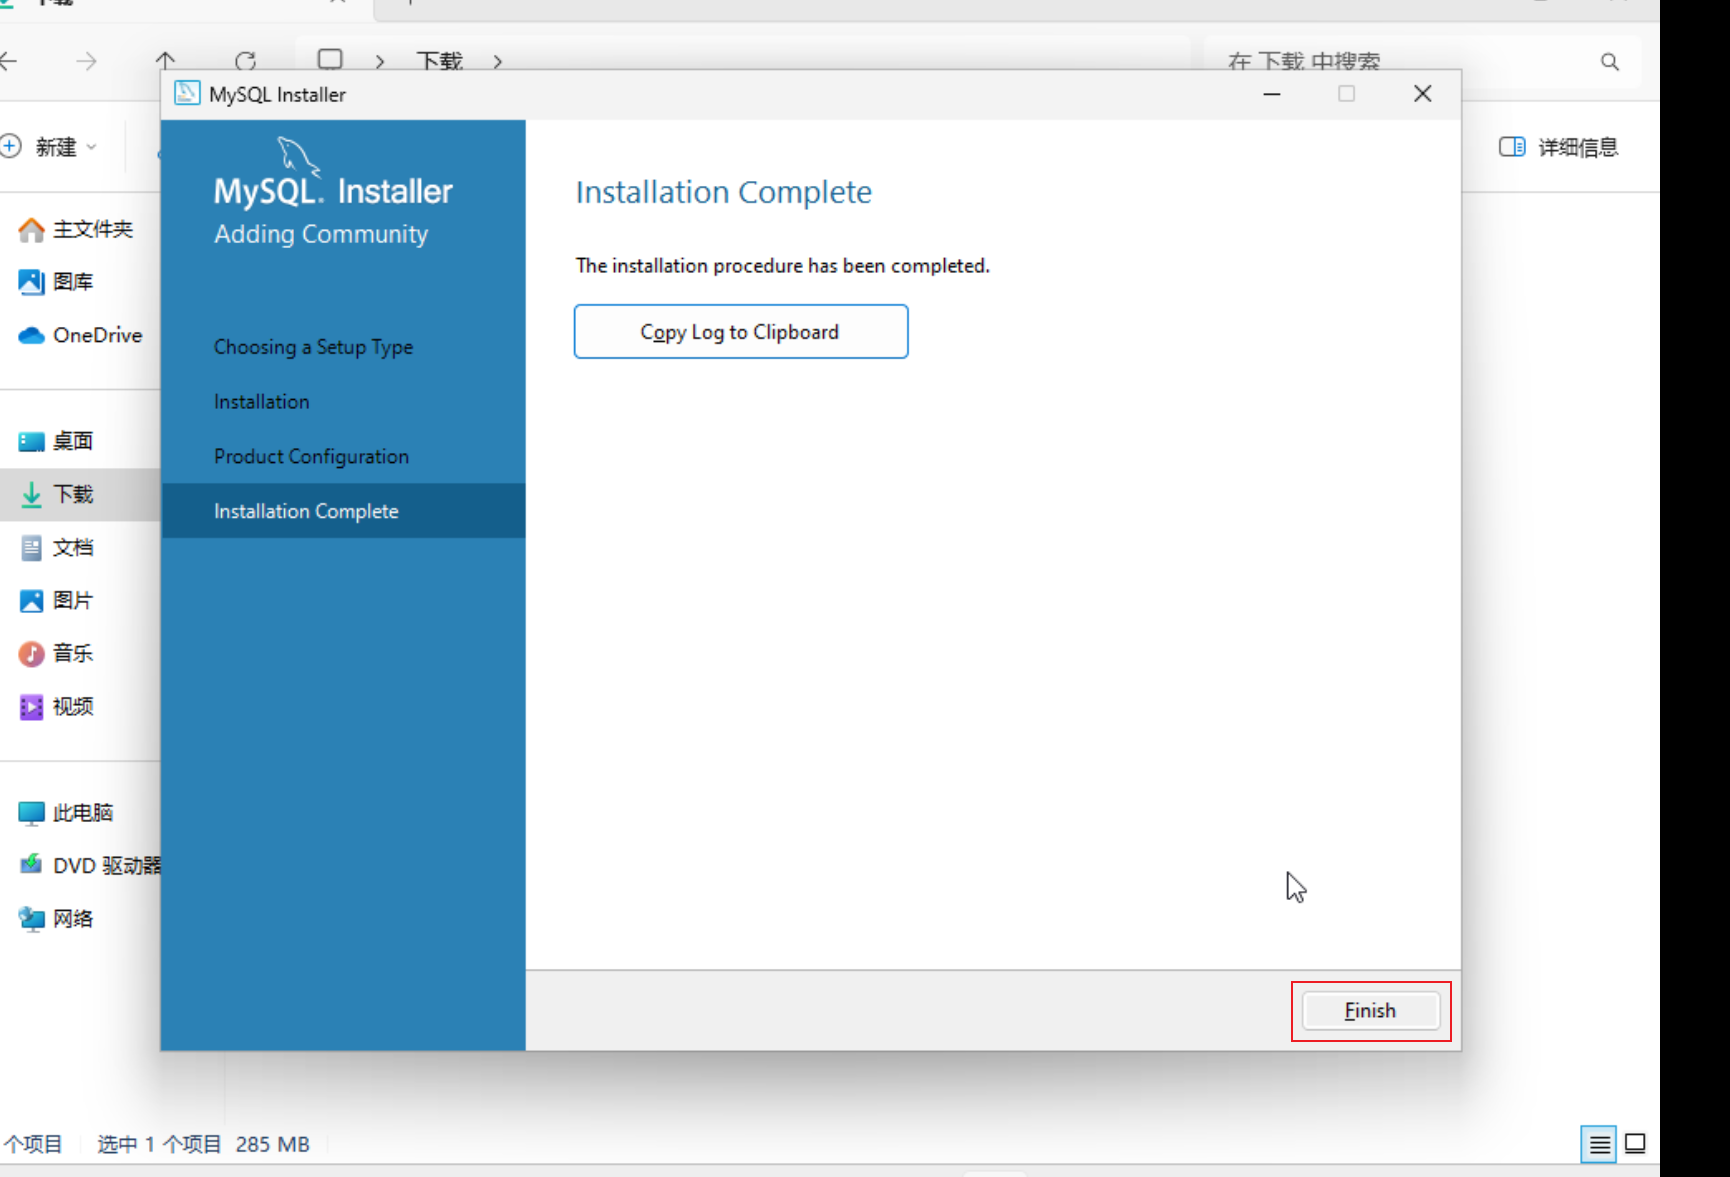 下载
在 下载 中搜索
MySQL Installer
新建
详细信息
MySQL. Installer
Adding Community
Installation Complete
The installation procedure has been completed.
Copy Log to Clipboard
Choosing a Setup Type
Installation
Product Configuration
Installation Complete
主文件夹
图库
OneDrive
桌面
下载
文档
图片
音乐
视频
此电脑
DVD 驱动器
网络
Finish
个项目 选中 1 个项目 285 MB